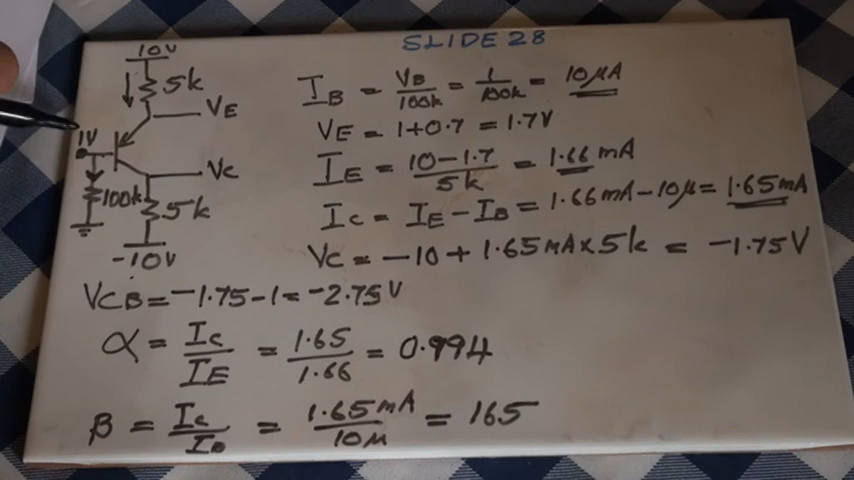 SLIDE 28
10V
5k
VE
1V
Vc
100k
5k
-10V
IB = VB/100k = 1/100k = 10μA
VE = 1+0.7 = 1.7V
IE = 10-1.7/5k = 1.66mA
Ic = IE - IB = 1.66mA-10μ = 1.65mA
Vc = -10 + 1.65mA×5k = -1.75V
VCB = -1.75-1 = -2.75V
α = Ic/IE = 1.65/1.66 = 0.994
β = Ic/IB = 1.65mA/10μ = 165